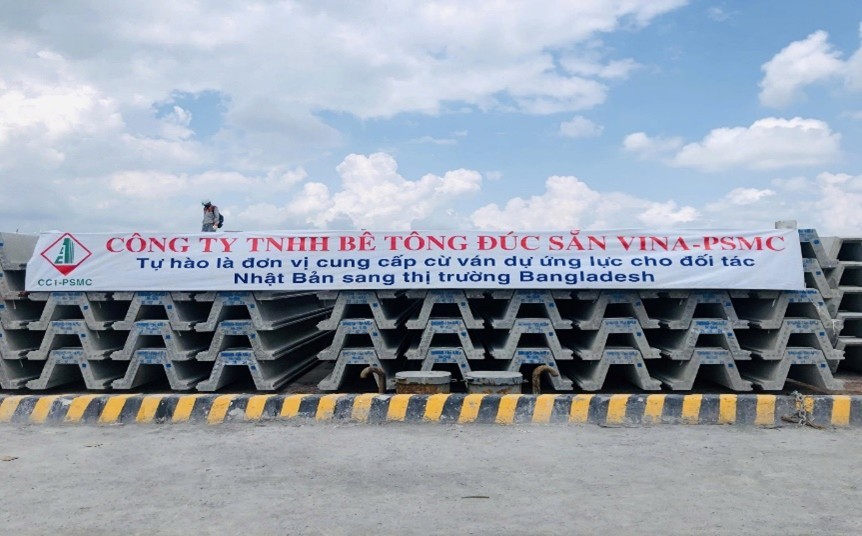 CÔNG TY TNHH BÊ TÔNG ĐÚC SẴN VINA-PSMC
Tự hào là đơn vị cung cấp cừ ván dự ứng lực cho đối tác
Nhật Bản sang thị trường Bangladesh
CC1-PSMC